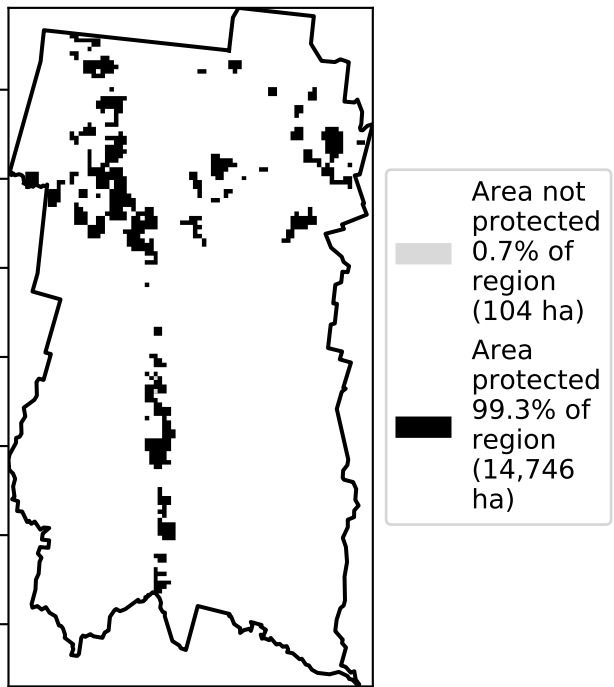 Area not
protected
0.7% of
region
(104 ha)
Area
protected
99.3% of
region
(14,746
ha)